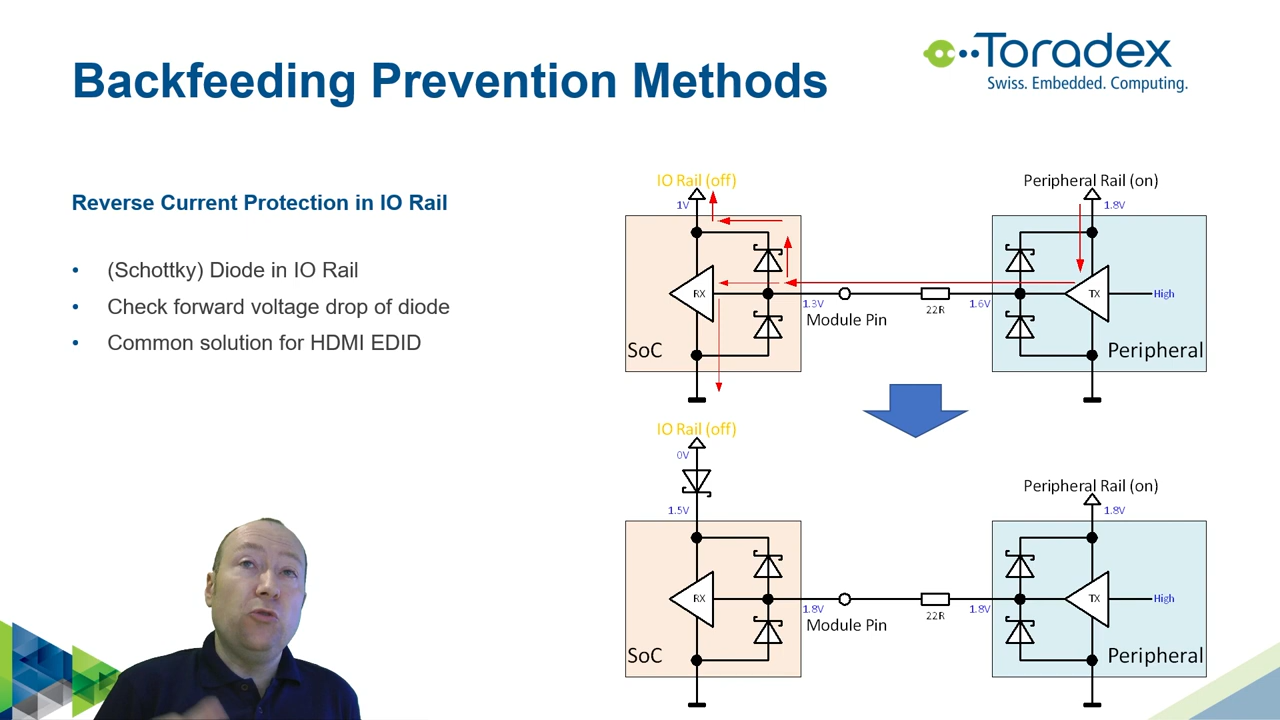 Backfeeding Prevention Methods
Toradex
Swiss. Embedded. Computing.
Reverse Current Protection in IO Rail
• (Schottky) Diode in IO Rail
• Check forward voltage drop of diode
• Common solution for HDMI EDID
IO Rail (off)
1V
RX
SoC
1.3V
Module Pin
22R
1.6V
Peripheral Rail (on)
1.8V
TX
High
Peripheral
IO Rail (off)
0V
1.5V
RX
SoC
1.8V
Module Pin
22R
1.8V
Peripheral Rail (on)
1.8V
TX
High
Peripheral